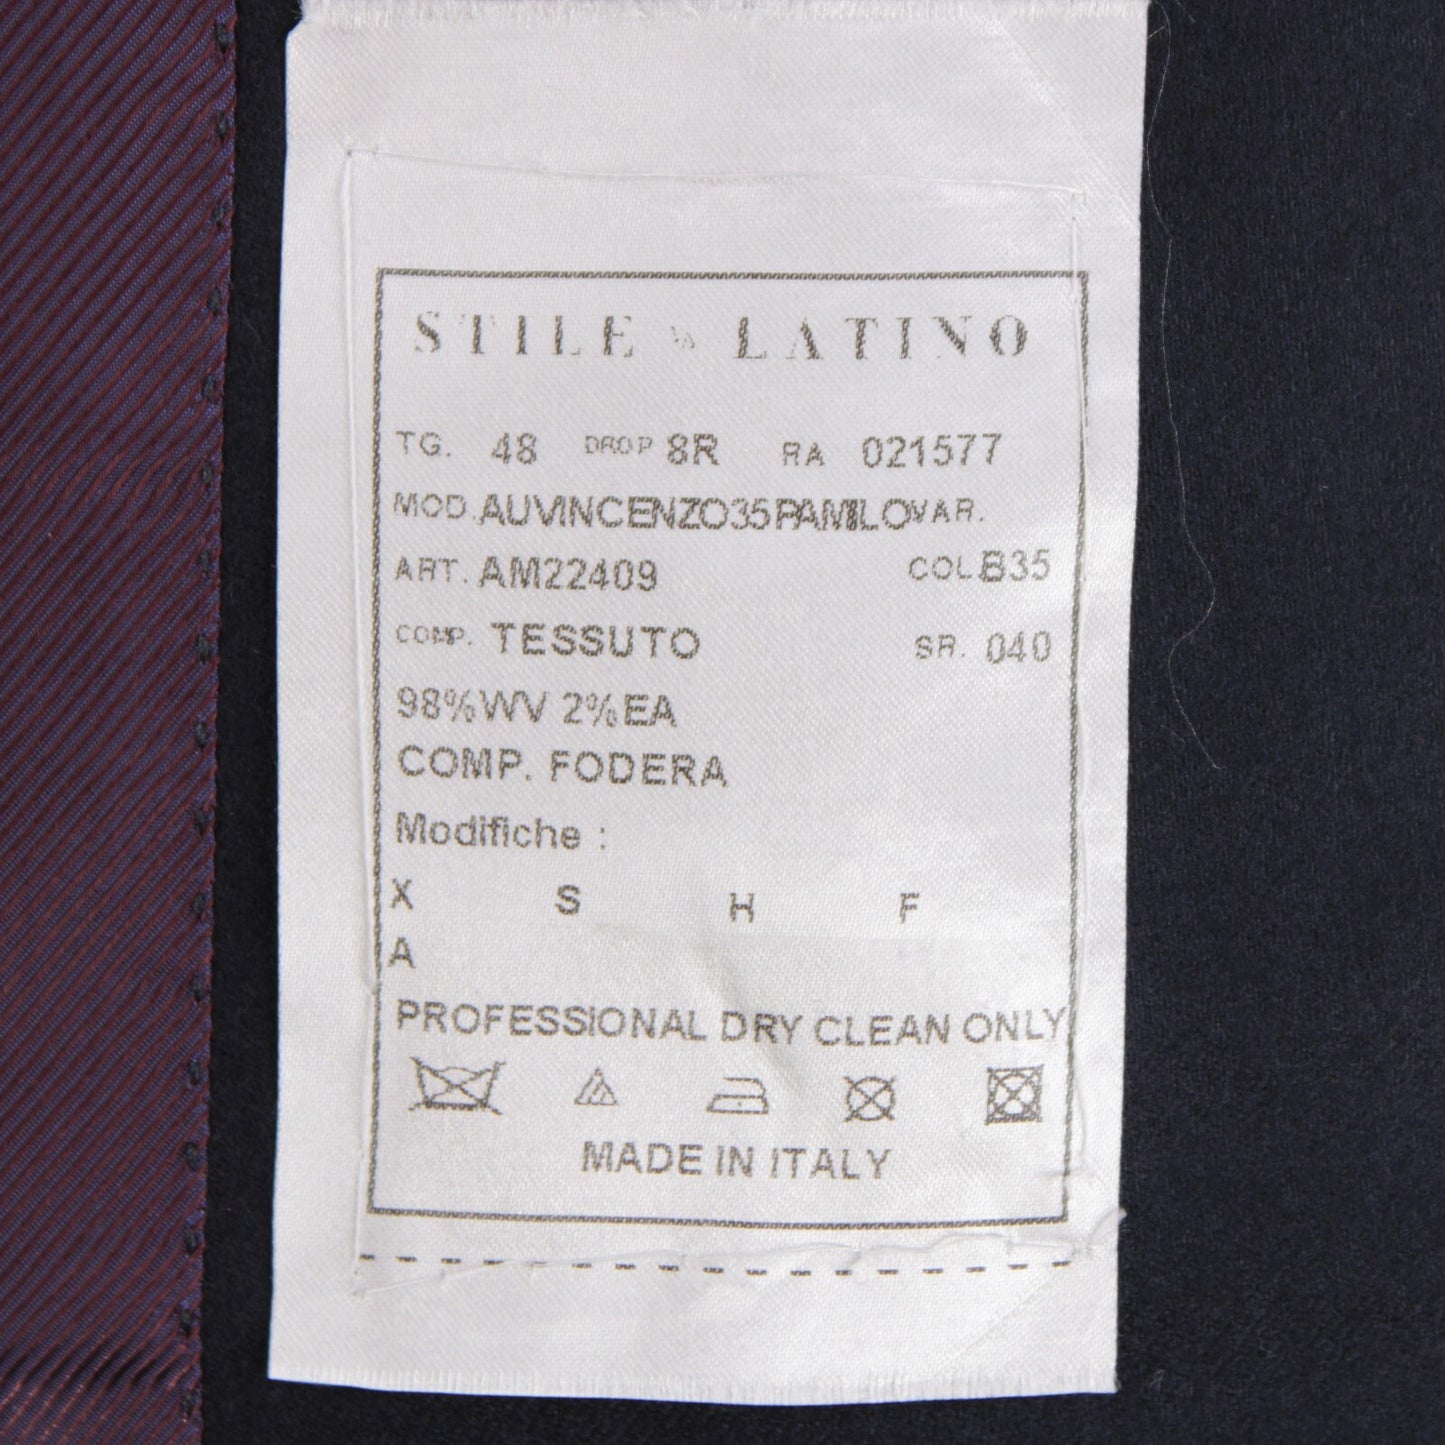 STILE LATINO
TG. 48 DROP 8R RA 021577
MOD. AUVINCENZO35PAMILO VAR.
ART. AM22409 COL. B35
COMP. TESSUTO SR. 040
98%WV 2%EA
COMP. FODERA
Modifiche :
X S H F
A
PROFESSIONAL DRY CLEAN ONLY
MADE IN ITALY